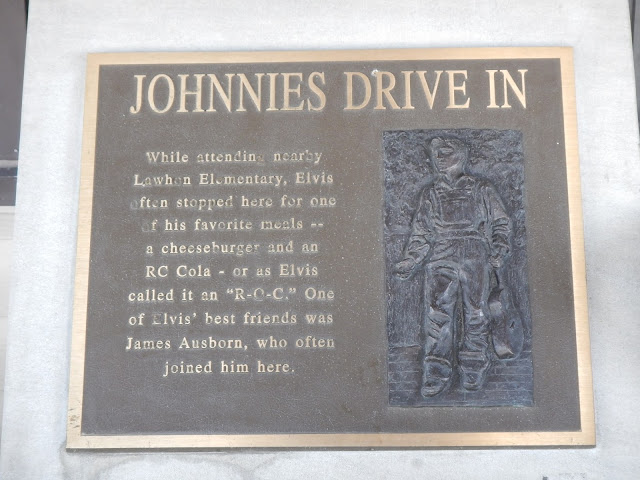 JOHNNIES DRIVE IN
While attending nearby
Lawhon Elementary, Elvis
often stopped here for one
of his favorite meals --
a cheeseburger and an
RC Cola - or as Elvis
called it an "R-O-C." One
of Elvis' best friends was
James Ausborn, who often
joined him here.